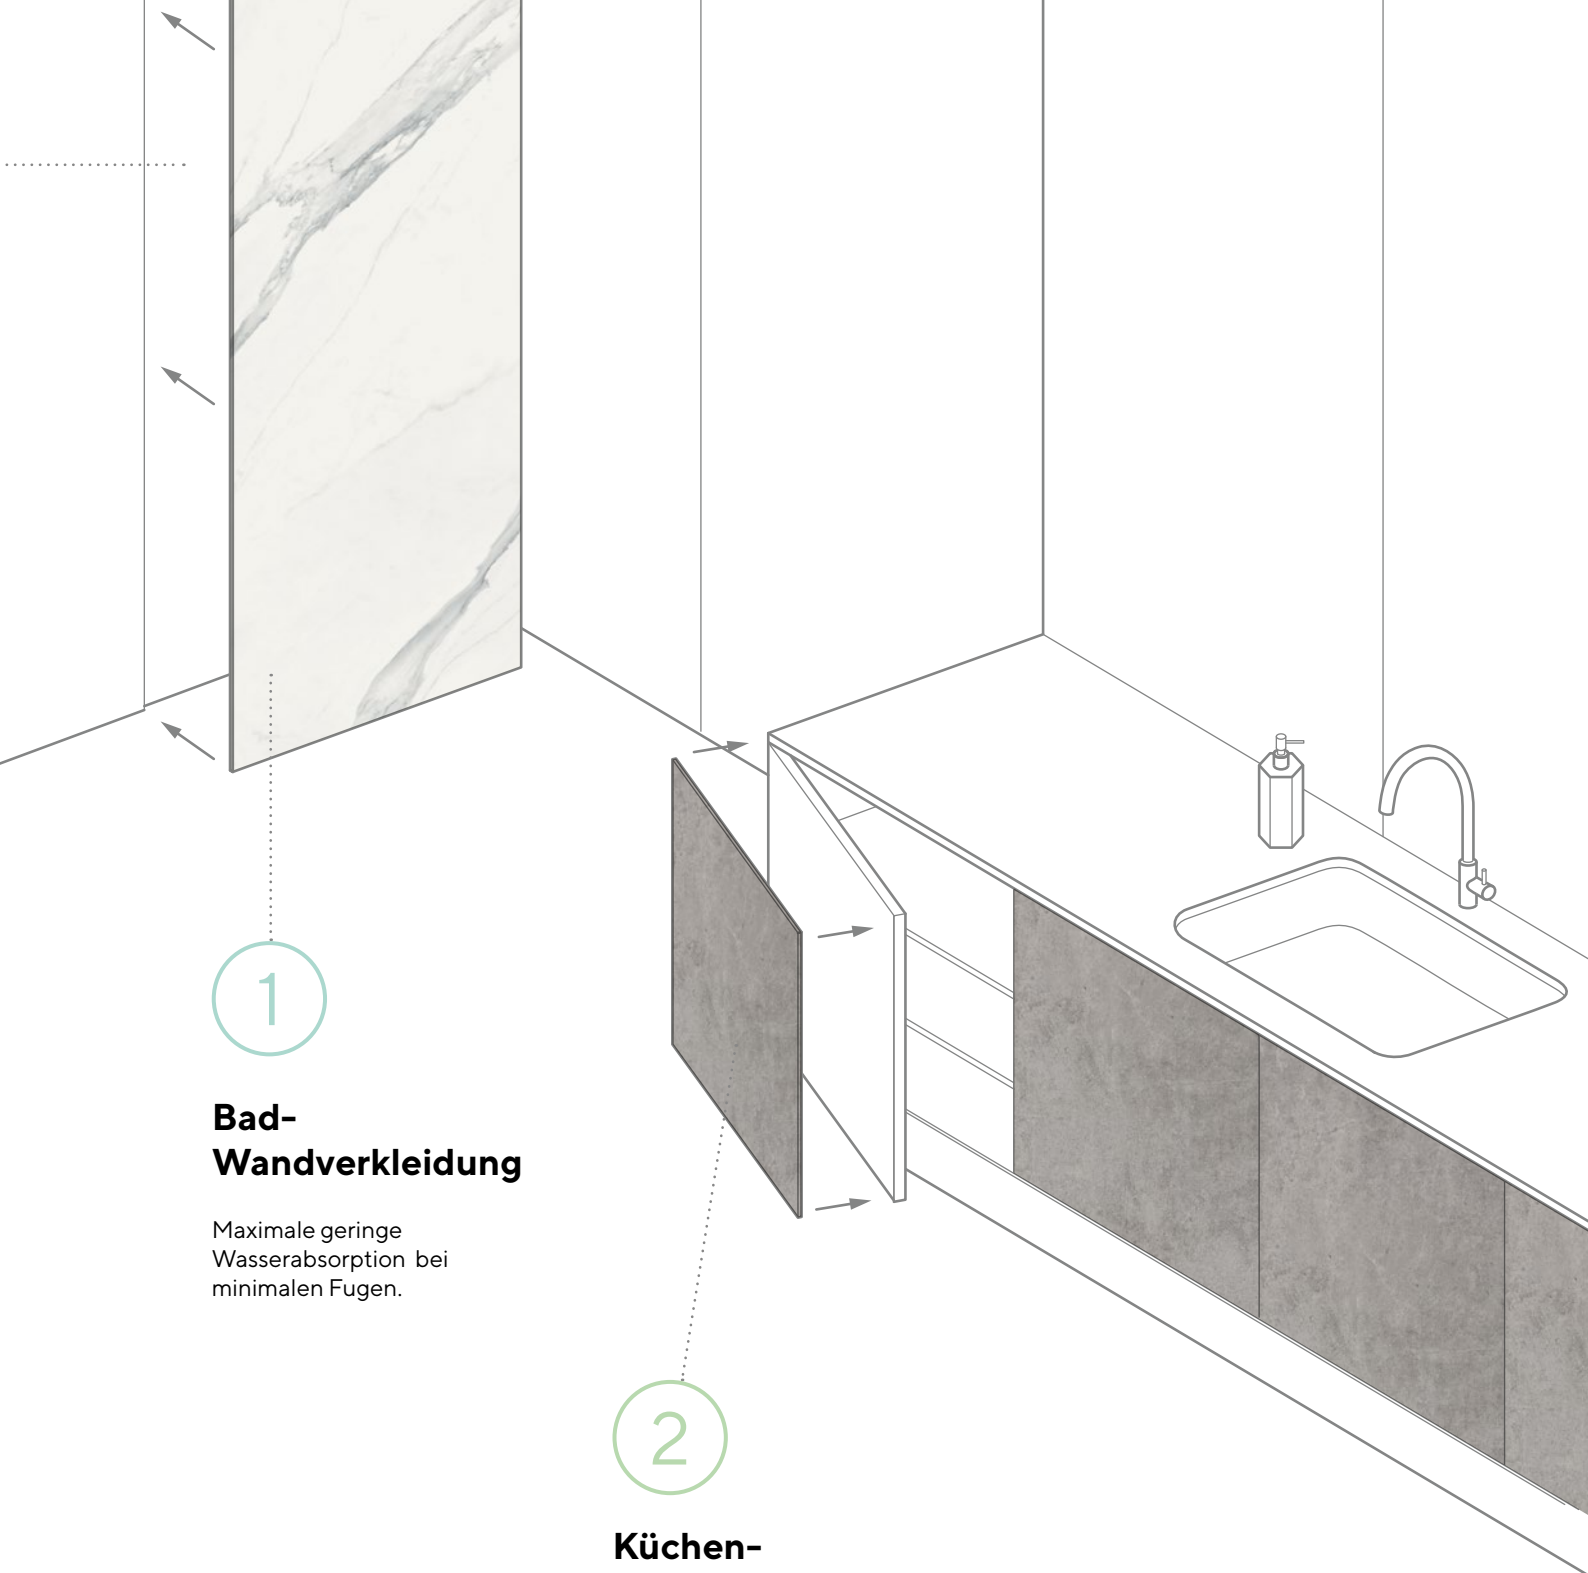 1
Bad-
Wandverkleidung
Maximale geringe
Wasserabsorption bei
minimalen Fugen.
2
Küchen-